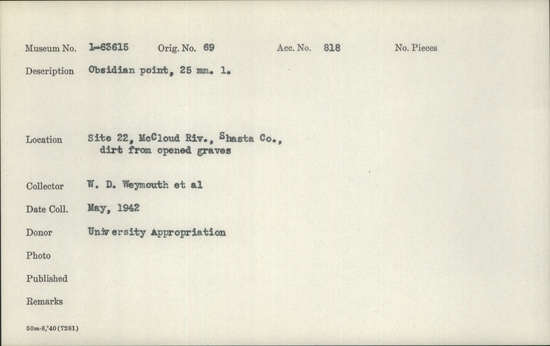 Museum No. 1-63615 Orig. No. 69 Acc. No. 818 No. Pieces
Description Obsidian point, 25 mm. l.
Location Site 22, McCloud Riv., Shasta Co.,
dirt from opened graves
Collector W. D. Weymouth et al
Date Coll. May, 1942
Donor University Appropriation
Photo
Published
Remarks
50m-8,'40(7281)